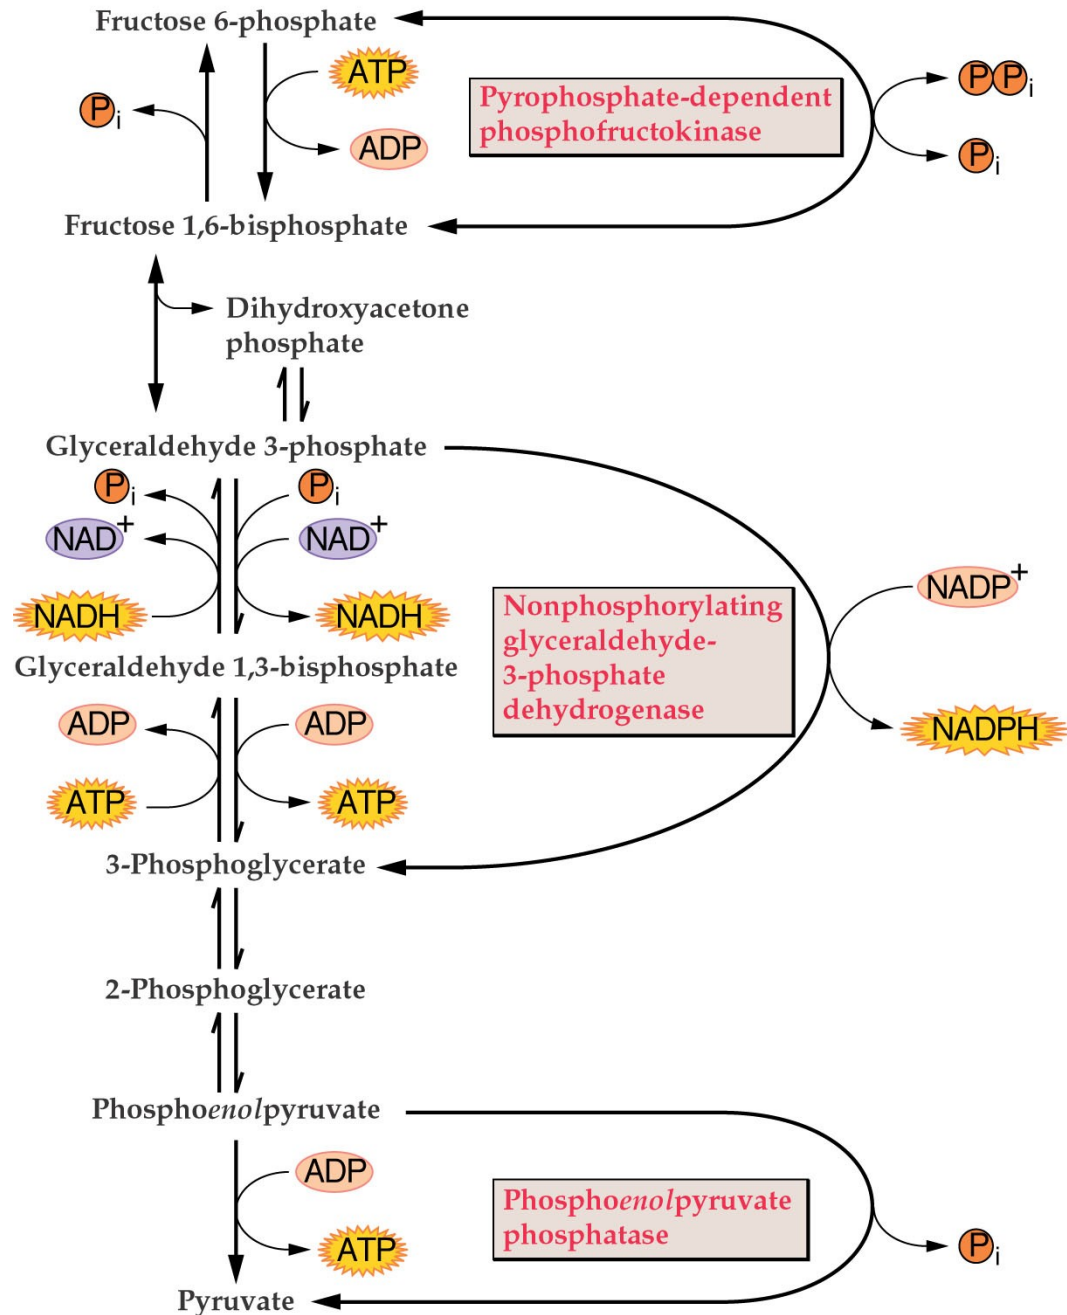 Fructose 6-phosphate
ATP
Pi
ADP
Pyrophosphate-dependent
phosphofructokinase
PPi
Pi
Fructose 1,6-bisphosphate
Dihydroxyacetone
phosphate
Glyceraldehyde 3-phosphate
Pi
Pi
NAD+
NAD+
NADH
NADH
Nonphosphorylating
glyceraldehyde-
3-phosphate
dehydrogenase
NADP+
NADPH
Glyceraldehyde 1,3-bisphosphate
ADP
ADP
ATP
ATP
3-Phosphoglycerate
2-Phosphoglycerate
Phosphoenolpyruvate
ADP
ATP
Phosphoenolpyruvate
phosphatase
Pi
Pyruvate